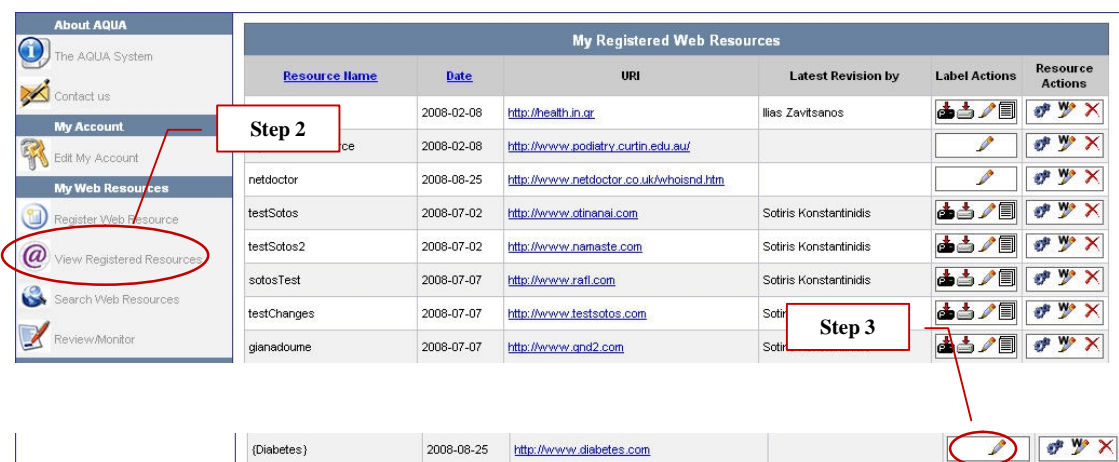 About AQUA
The AQUA System
Contact us
My Account
Edit My Account
My Web Resources
Register Web Resource
View Registered Resources
Search Web Resources
Review/Monitor
Step 2
My Registered Web Resources
Resource Name Date URI Latest Revision by Label Actions Resource Actions
2008-02-08 http://health.in.gr Ilias Zavitsanos
2008-02-08 http://www.podiatry.curtin.edu.au/
netdoctor 2008-08-25 http://www.netdoctor.co.uk/whoisnd.htm
testSotos 2008-07-02 http://www.otinanai.com Sotiris Konstantinidis
testSotos2 2008-07-02 http://www.namaste.com Sotiris Konstantinidis
sotosTest 2008-07-07 http://www.rafl.com Sotiris Konstantinidis
testChanges 2008-07-07 http://www.testsotos.com
gianadoume 2008-07-07 http://www.gnd2.com
Step 3
{Diabetes} 2008-08-25 http://www.diabetes.com